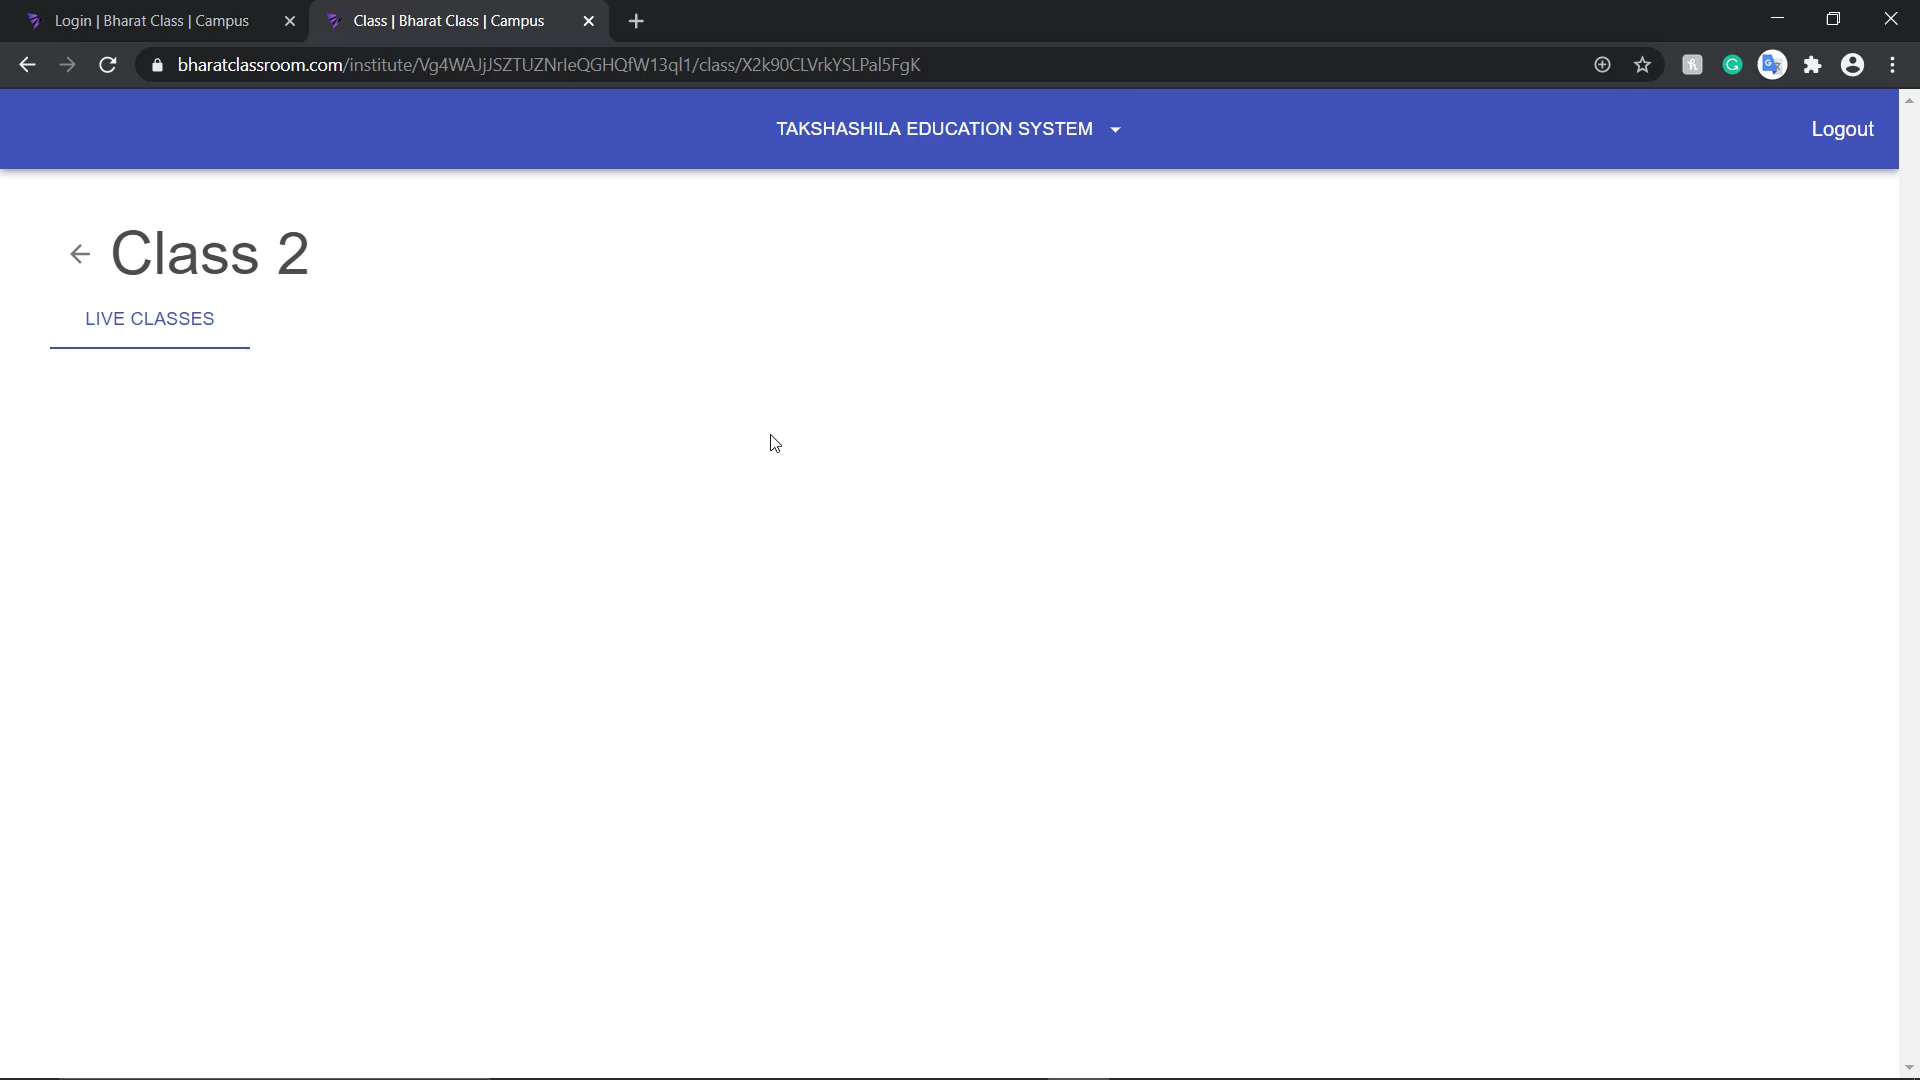 Login | Bharat Class | Campus
Class | Bharat Class | Campus
bharatclassroom.com/institute/Vg4WAJjJSZTUZNrIeQGHQfW13ql1/class/X2k90CLVrkYSLPal5FgK
TAKSHASHILA EDUCATION SYSTEM
Logout
Class 2
LIVE CLASSES